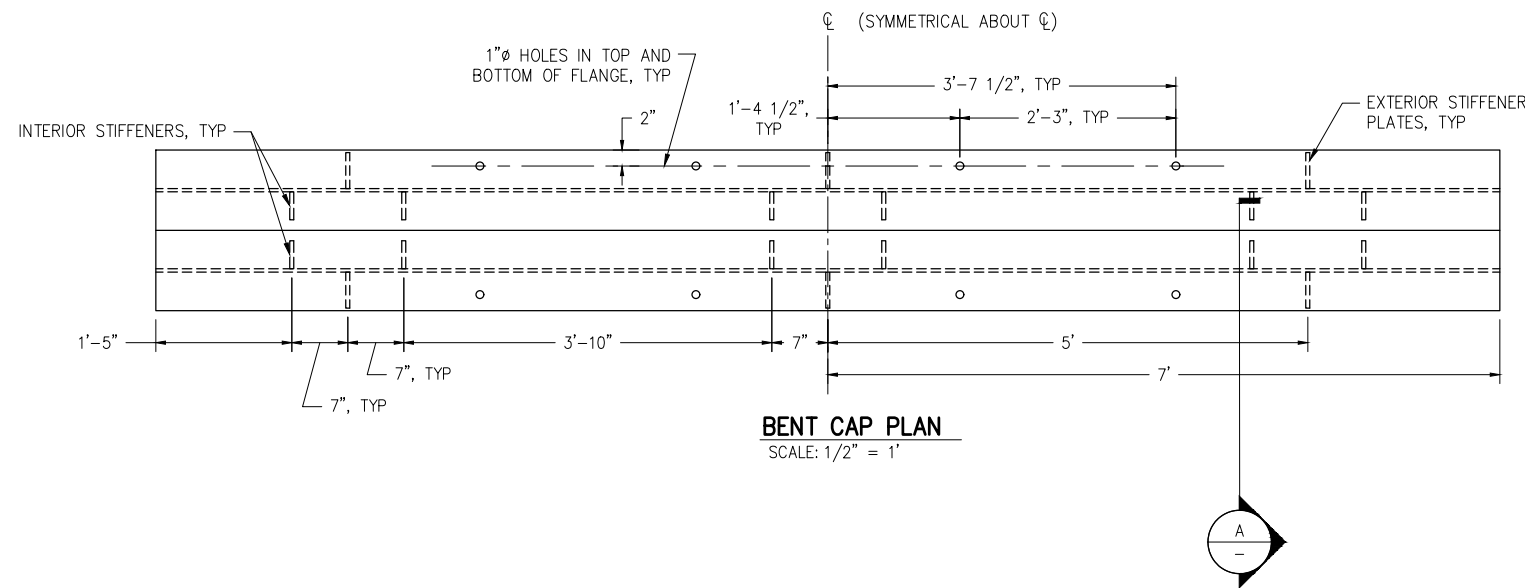 ℄ (SYMMETRICAL ABOUT ℄)
1"ø HOLES IN TOP AND
BOTTOM OF FLANGE, TYP
3'-7 1/2", TYP
1'-4 1/2",
TYP
2'-3", TYP
2"
EXTERIOR STIFFENER
PLATES, TYP
INTERIOR STIFFENERS, TYP
1'-5"
3'-10"
7"
5'
7", TYP
7'
7", TYP
BENT CAP PLAN
SCALE: 1/2" = 1'
A
-